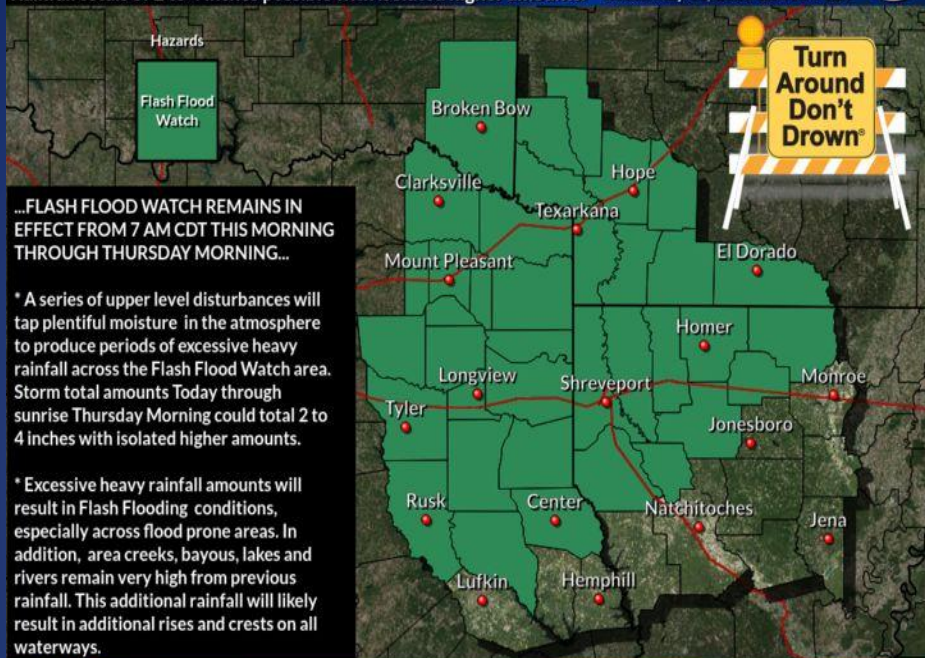 Hazards
Flash Flood
Watch
Turn
Around
Don't
Drown®
...FLASH FLOOD WATCH REMAINS IN
EFFECT FROM 7 AM CDT THIS MORNING
THROUGH THURSDAY MORNING...
* A series of upper level disturbances will
tap plentiful moisture in the atmosphere
to produce periods of excessive heavy
rainfall across the Flash Flood Watch area.
Storm total amounts Today through
sunrise Thursday Morning could total 2 to
4 inches with isolated higher amounts.
* Excessive heavy rainfall amounts will
result in Flash Flooding conditions,
especially across flood prone areas. In
addition, area creeks, bayous, lakes and
rivers remain very high from previous
rainfall. This additional rainfall will likely
result in additional rises and crests on all
waterways.
Broken Bow
Clarksville
Hope
Texarkana
Mount Pleasant
El Dorado
Homer
Longview
Shreveport
Monroe
Tyler
Jonesboro
Rusk
Center
Natchitoches
Jena
Lufkin
Hemphill